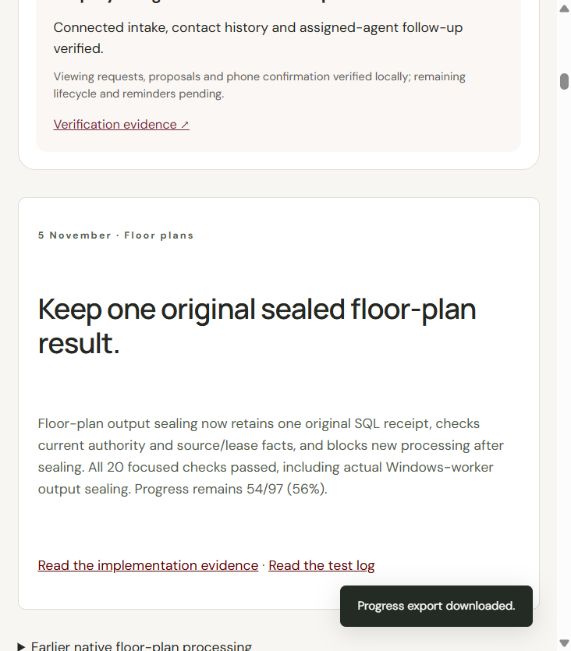 Connected intake, contact history and assigned-agent follow-up
verified.
Viewing requests, proposals and phone confirmation verified locally; remaining
lifecycle and reminders pending.
Verification evidence ↗
5 November · Floor plans
Keep one original sealed floor-plan
result.
Floor-plan output sealing now retains one original SQL receipt, checks
current authority and source/lease facts, and blocks new processing after
sealing. All 20 focused checks passed, including actual Windows-worker
output sealing. Progress remains 54/97 (56%).
Read the implementation evidence · Read the test log
Progress export downloaded.
▶ Earlier native floor-plan processing